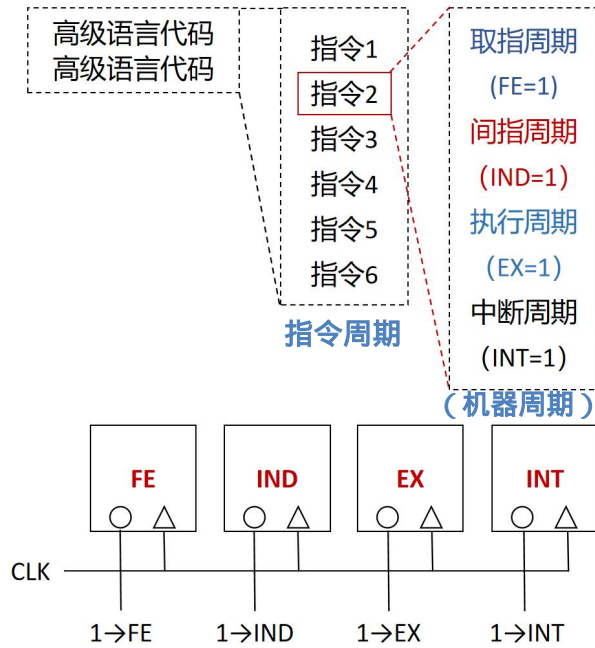 高级语言代码
高级语言代码
指令1
指令2
指令3
指令4
指令5
指令6
指令周期
取指周期
(FE=1)
间指周期
（IND=1)
执行周期
（EX=1）
中断周期
（INT=1）
（机器周期）
FE
IND
EX
INT
CLK
1→FE
1→IND
1→EX
1→INT